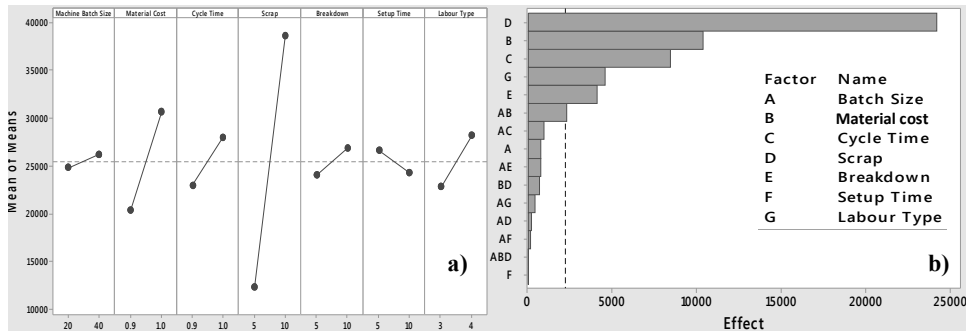 Machine Batch Size Material Cost Cycle Time Scrap Breakdown Setup Time Labour Type
40000
35000
30000
25000
20000
15000
10000
Mean of Means
20 40 0.9 1.0 0.9 1.0 5 10 5 10 5 10 3 4
a)
D
B
C
G
E
AB
AC
A
AE
BD
AG
AD
AF
ABD
F
0 5000 10000 15000 20000 25000
Effect
Factor Name
A Batch Size
B Material cost
C Cycle Time
D Scrap
E Breakdown
F Setup Time
G Labour Type
b)